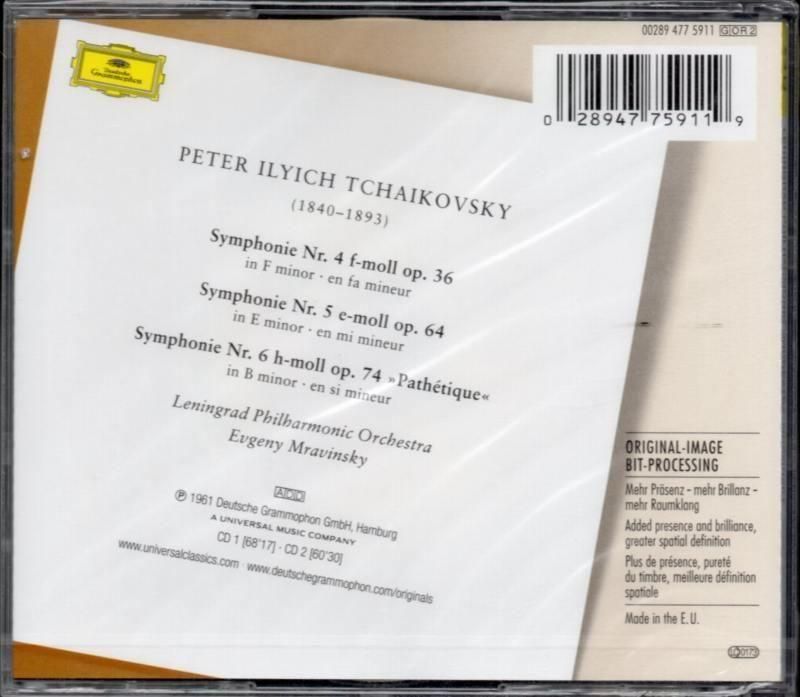 00289 477 5911 GOR2
Deutsche
Grammophon
0 28947 75911 9
PETER ILYICH TCHAIKOVSKY
(1840–1893)
Symphonie Nr. 4 f-moll op. 36
in F minor · en fa mineur
Symphonie Nr. 5 e-moll op. 64
in E minor · en mi mineur
Symphonie Nr. 6 h-moll op. 74 »Pathétique«
in B minor · en si mineur
Leningrad Philharmonic Orchestra
Evgeny Mravinsky
ADD
℗ 1961 Deutsche Grammophon GmbH, Hamburg
A UNIVERSAL MUSIC COMPANY
CD 1 [68'17] · CD 2 [60'30]
www.universalclassics.com · www.deutschegrammophon.com/originals
ORIGINAL-IMAGE
BIT-PROCESSING
Mehr Präsenz – mehr Brillanz –
mehr Raumklang
Added presence and brilliance,
greater spatial definition
Plus de présence, pureté
du timbre, meilleure définition
spatiale
Made in the E. U.